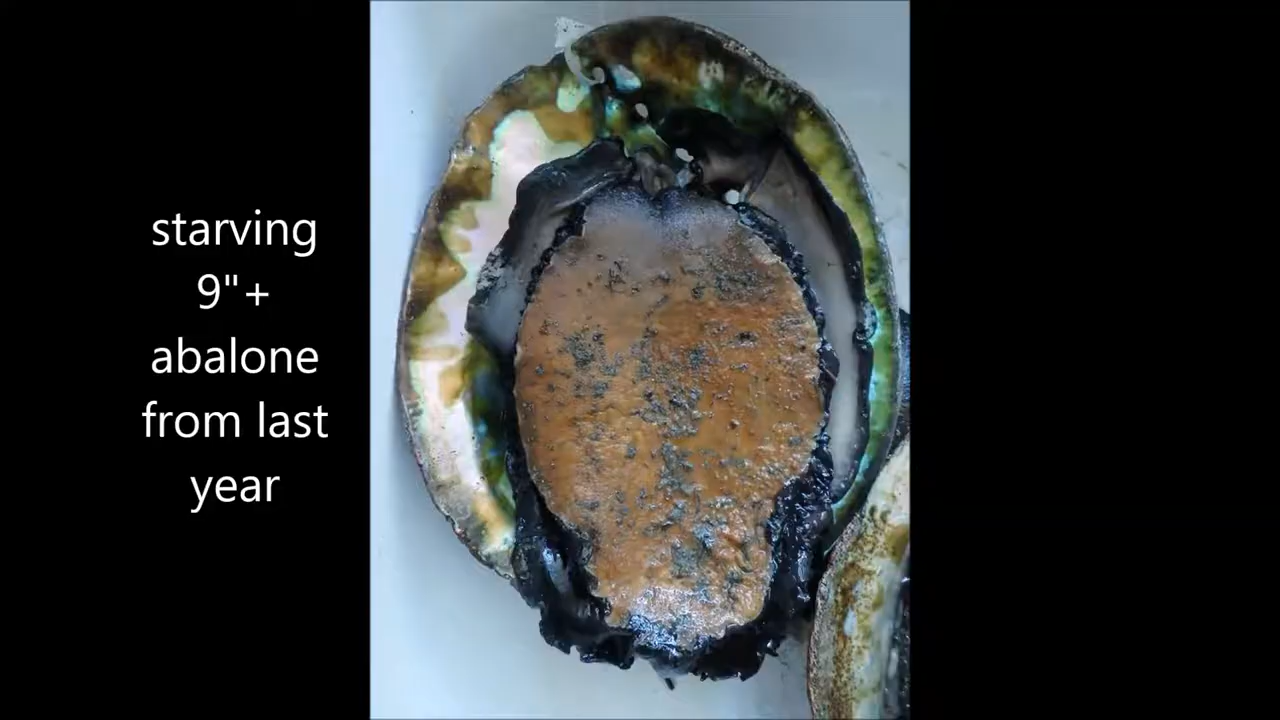 starving
9"+
abalone
from last
year